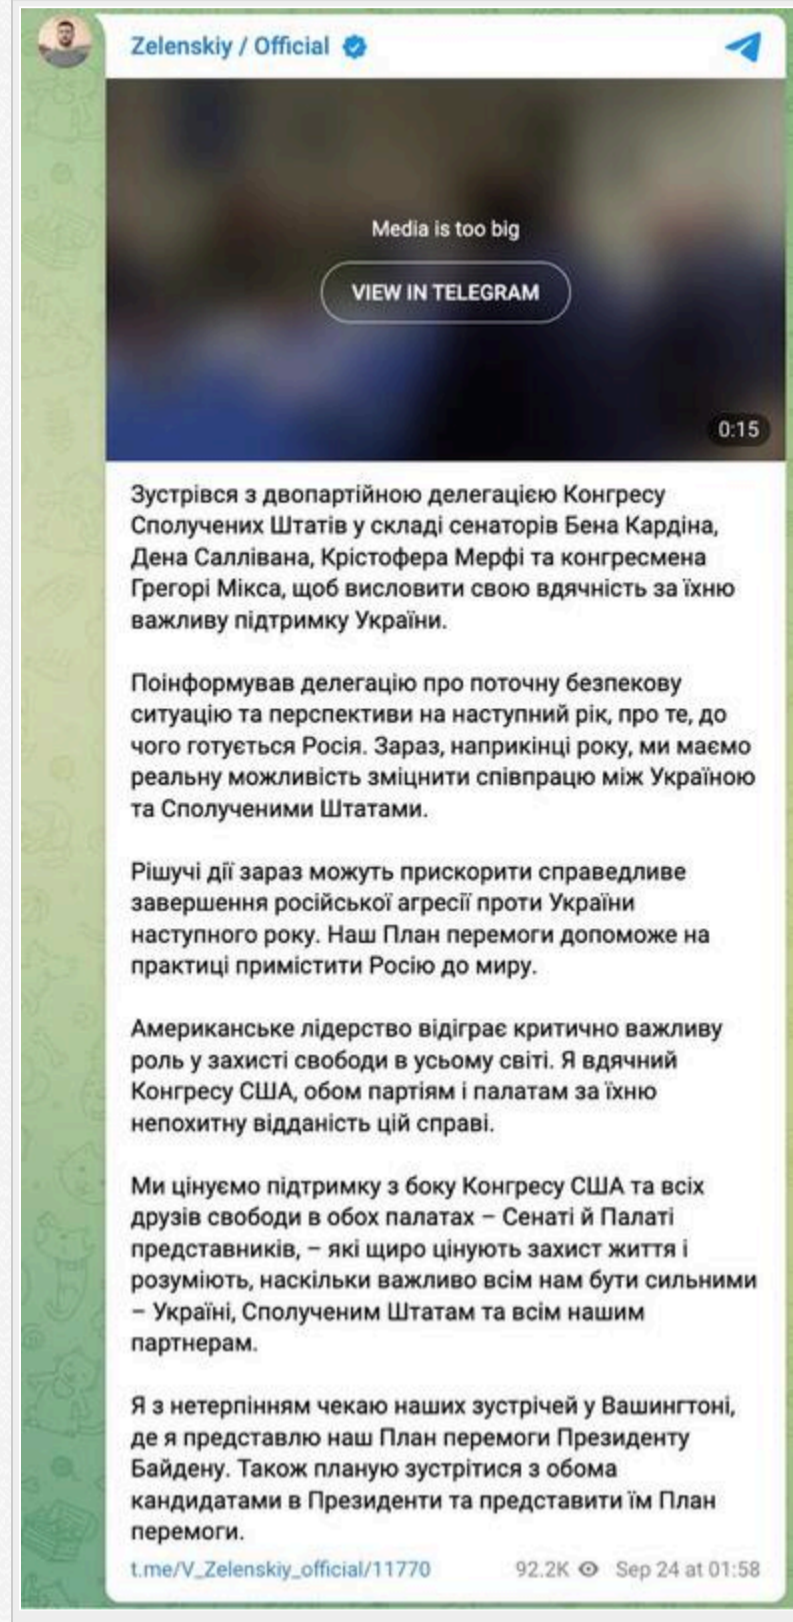 Zelenskiy / Official
Media is too big
VIEW IN TELEGRAM
0:15
Зустрівся з двопартійною делегацією Конгресу
Сполучених Штатів у складі сенаторів Бена Кардіна,
Дена Саллівана, Крістофера Мерфі та конгресмена
Грегорі Мікса, щоб висловити свою вдячність за їхню
важливу підтримку України.
Поінформував делегацію про поточну безпекову
ситуацію та перспективи на наступний рік, про те, до
чого готується Росія. Зараз, наприкінці року, ми маємо
реальну можливість зміцнити співпрацю між Україною
та Сполученими Штатами.
Рішучі дії зараз можуть прискорити справедливе
завершення російської агресії проти України
наступного року. Наш План перемоги допоможе на
практиці примістити Росію до миру.
Американське лідерство відіграє критично важливу
роль у захисті свободи в усьому світі. Я вдячний
Конгресу США, обом партіям і палатам за їхню
непохитну відданість цій справі.
Ми цінуємо підтримку з боку Конгресу США та всіх
друзів свободи в обох палатах – Сенаті й Палаті
представників, – які щиро цінують захист життя і
розуміють, наскільки важливо всім нам бути сильними
– Україні, Сполученим Штатам та всім нашим
партнерам.
Я з нетерпінням чекаю наших зустрічей у Вашингтоні,
де я представлю наш План перемоги Президенту
Байдену. Також планую зустрітися з обома
кандидатами в Президенти та представити їм План
перемоги.
t.me/V_Zelenskiy_official/11770 92.2K Sep 24 at 01:58